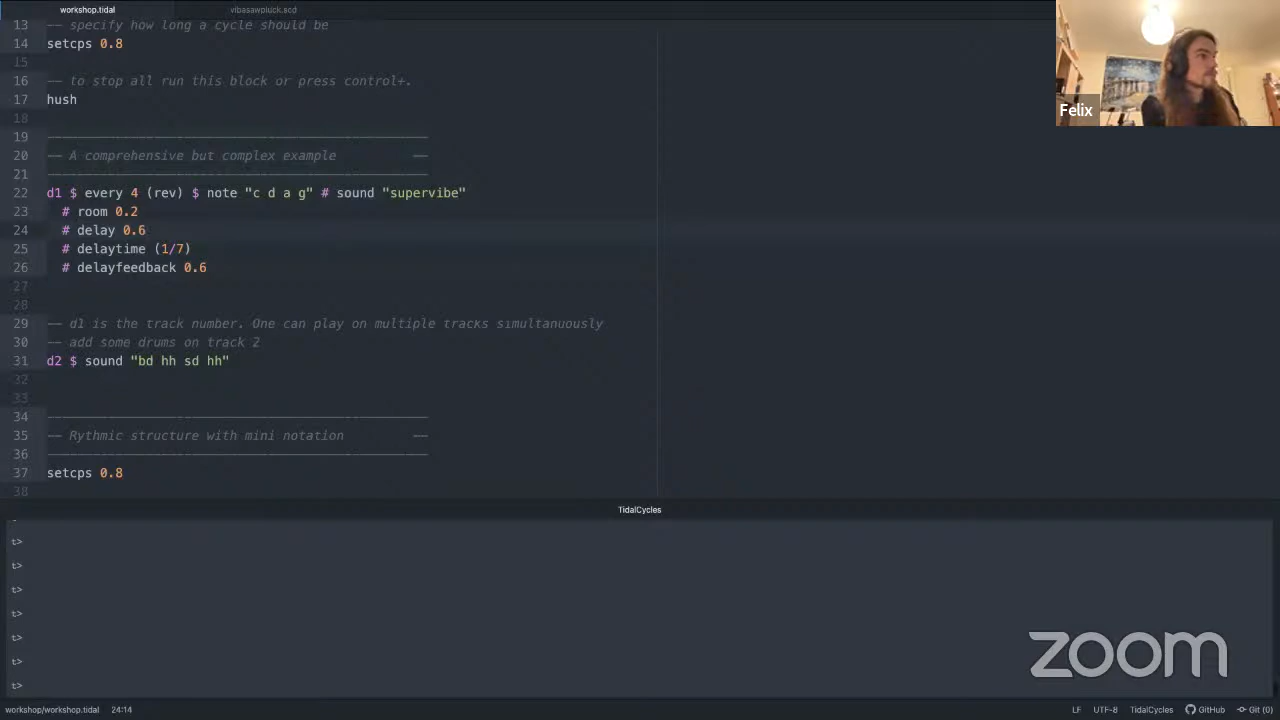 workshop.tidal
vibasawpluck.scd
13 -- specify how long a cycle should be
14 setcps 0.8
15
16 -- to stop all run this block or press control+.
17 hush
18
19 --------------------------------------------------
20 -- A comprehensive but complex example --
21 --------------------------------------------------
22 d1 $ every 4 (rev) $ note "c d a g" # sound "supervibe"
23 # room 0.2
24 # delay 0.6
25 # delaytime (1/7)
26 # delayfeedback 0.6
27
28
29 -- d1 is the track number. One can play on multiple tracks simultanuously
30 -- add some drums on track 2
31 d2 $ sound "bd hh sd hh"
32
33
34 --------------------------------------------------
35 -- Rythmic structure with mini notation --
36 --------------------------------------------------
37 setcps 0.8
38
Felix
TidalCycles
t>
t>
t>
t>
t>
t>
t>
zoom
workshop/workshop.tidal 24:14
LF UTF-8 TidalCycles GitHub Git (0)